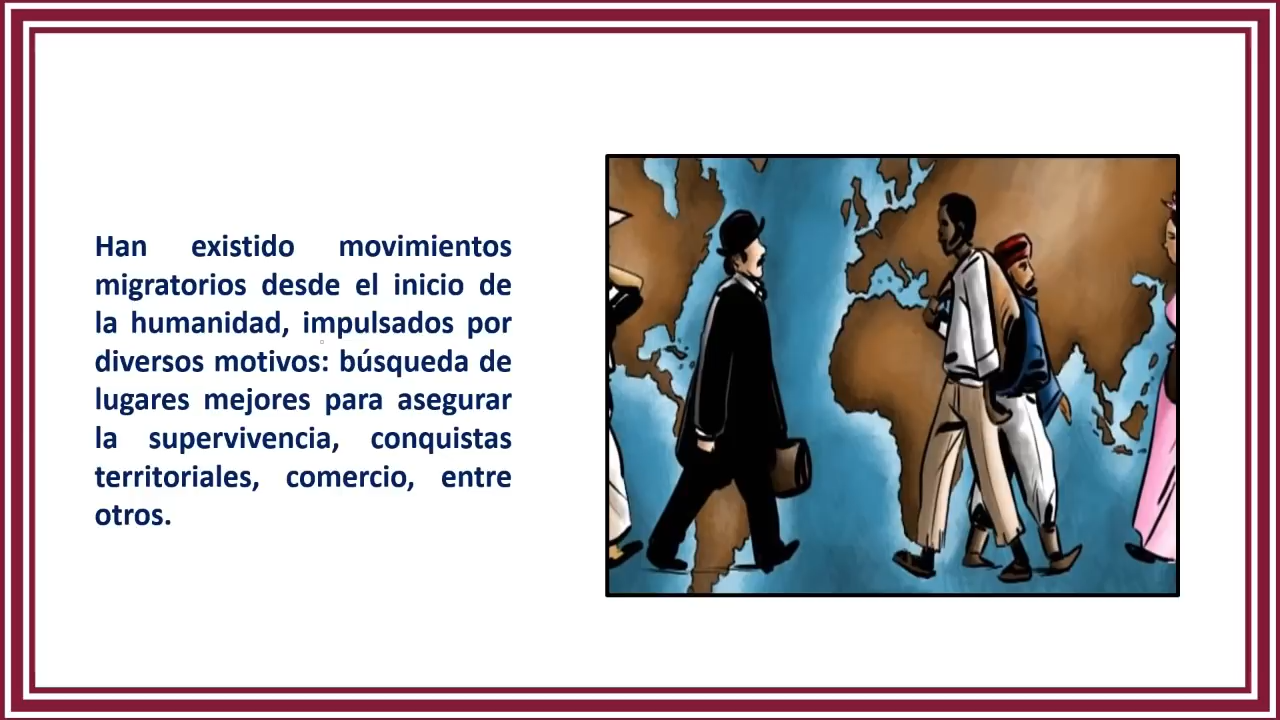 Han existido movimientos
migratorios desde el inicio de
la humanidad, impulsados por
diversos motivos: búsqueda de
lugares mejores para asegurar
la supervivencia, conquistas
territoriales, comercio, entre
otros.